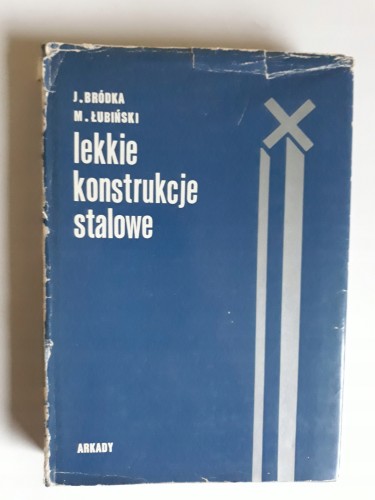 J. BRÓDKA
M. ŁUBIŃSKI
lekkie
konstrukcje
stalowe
ARKADY